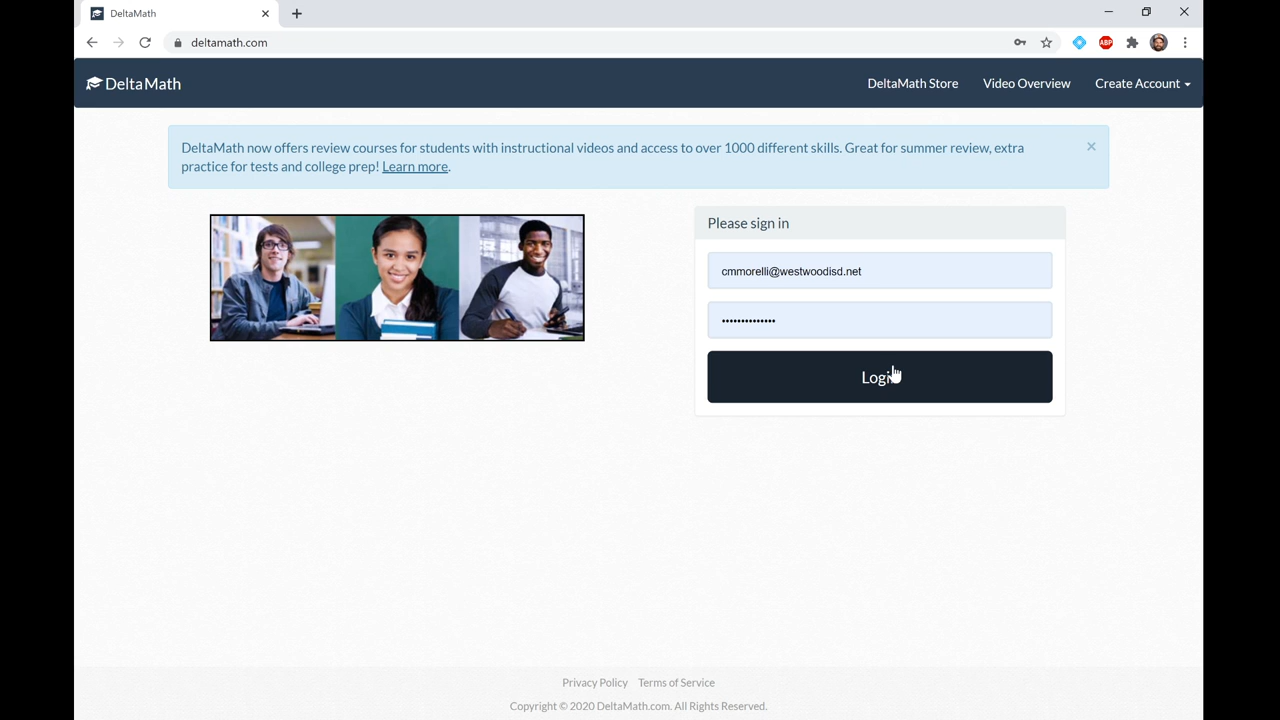 DeltaMath
deltamath.com
ABP
DeltaMath
DeltaMath Store
Video Overview
Create Account
DeltaMath now offers review courses for students with instructional videos and access to over 1000 different skills. Great for summer review, extra
practice for tests and college prep! Learn more.
Please sign in
cmmorelli@westwoodisd.net
••••••••••••••
Login
Privacy Policy
Terms of Service
Copyright © 2020 DeltaMath.com. All Rights Reserved.